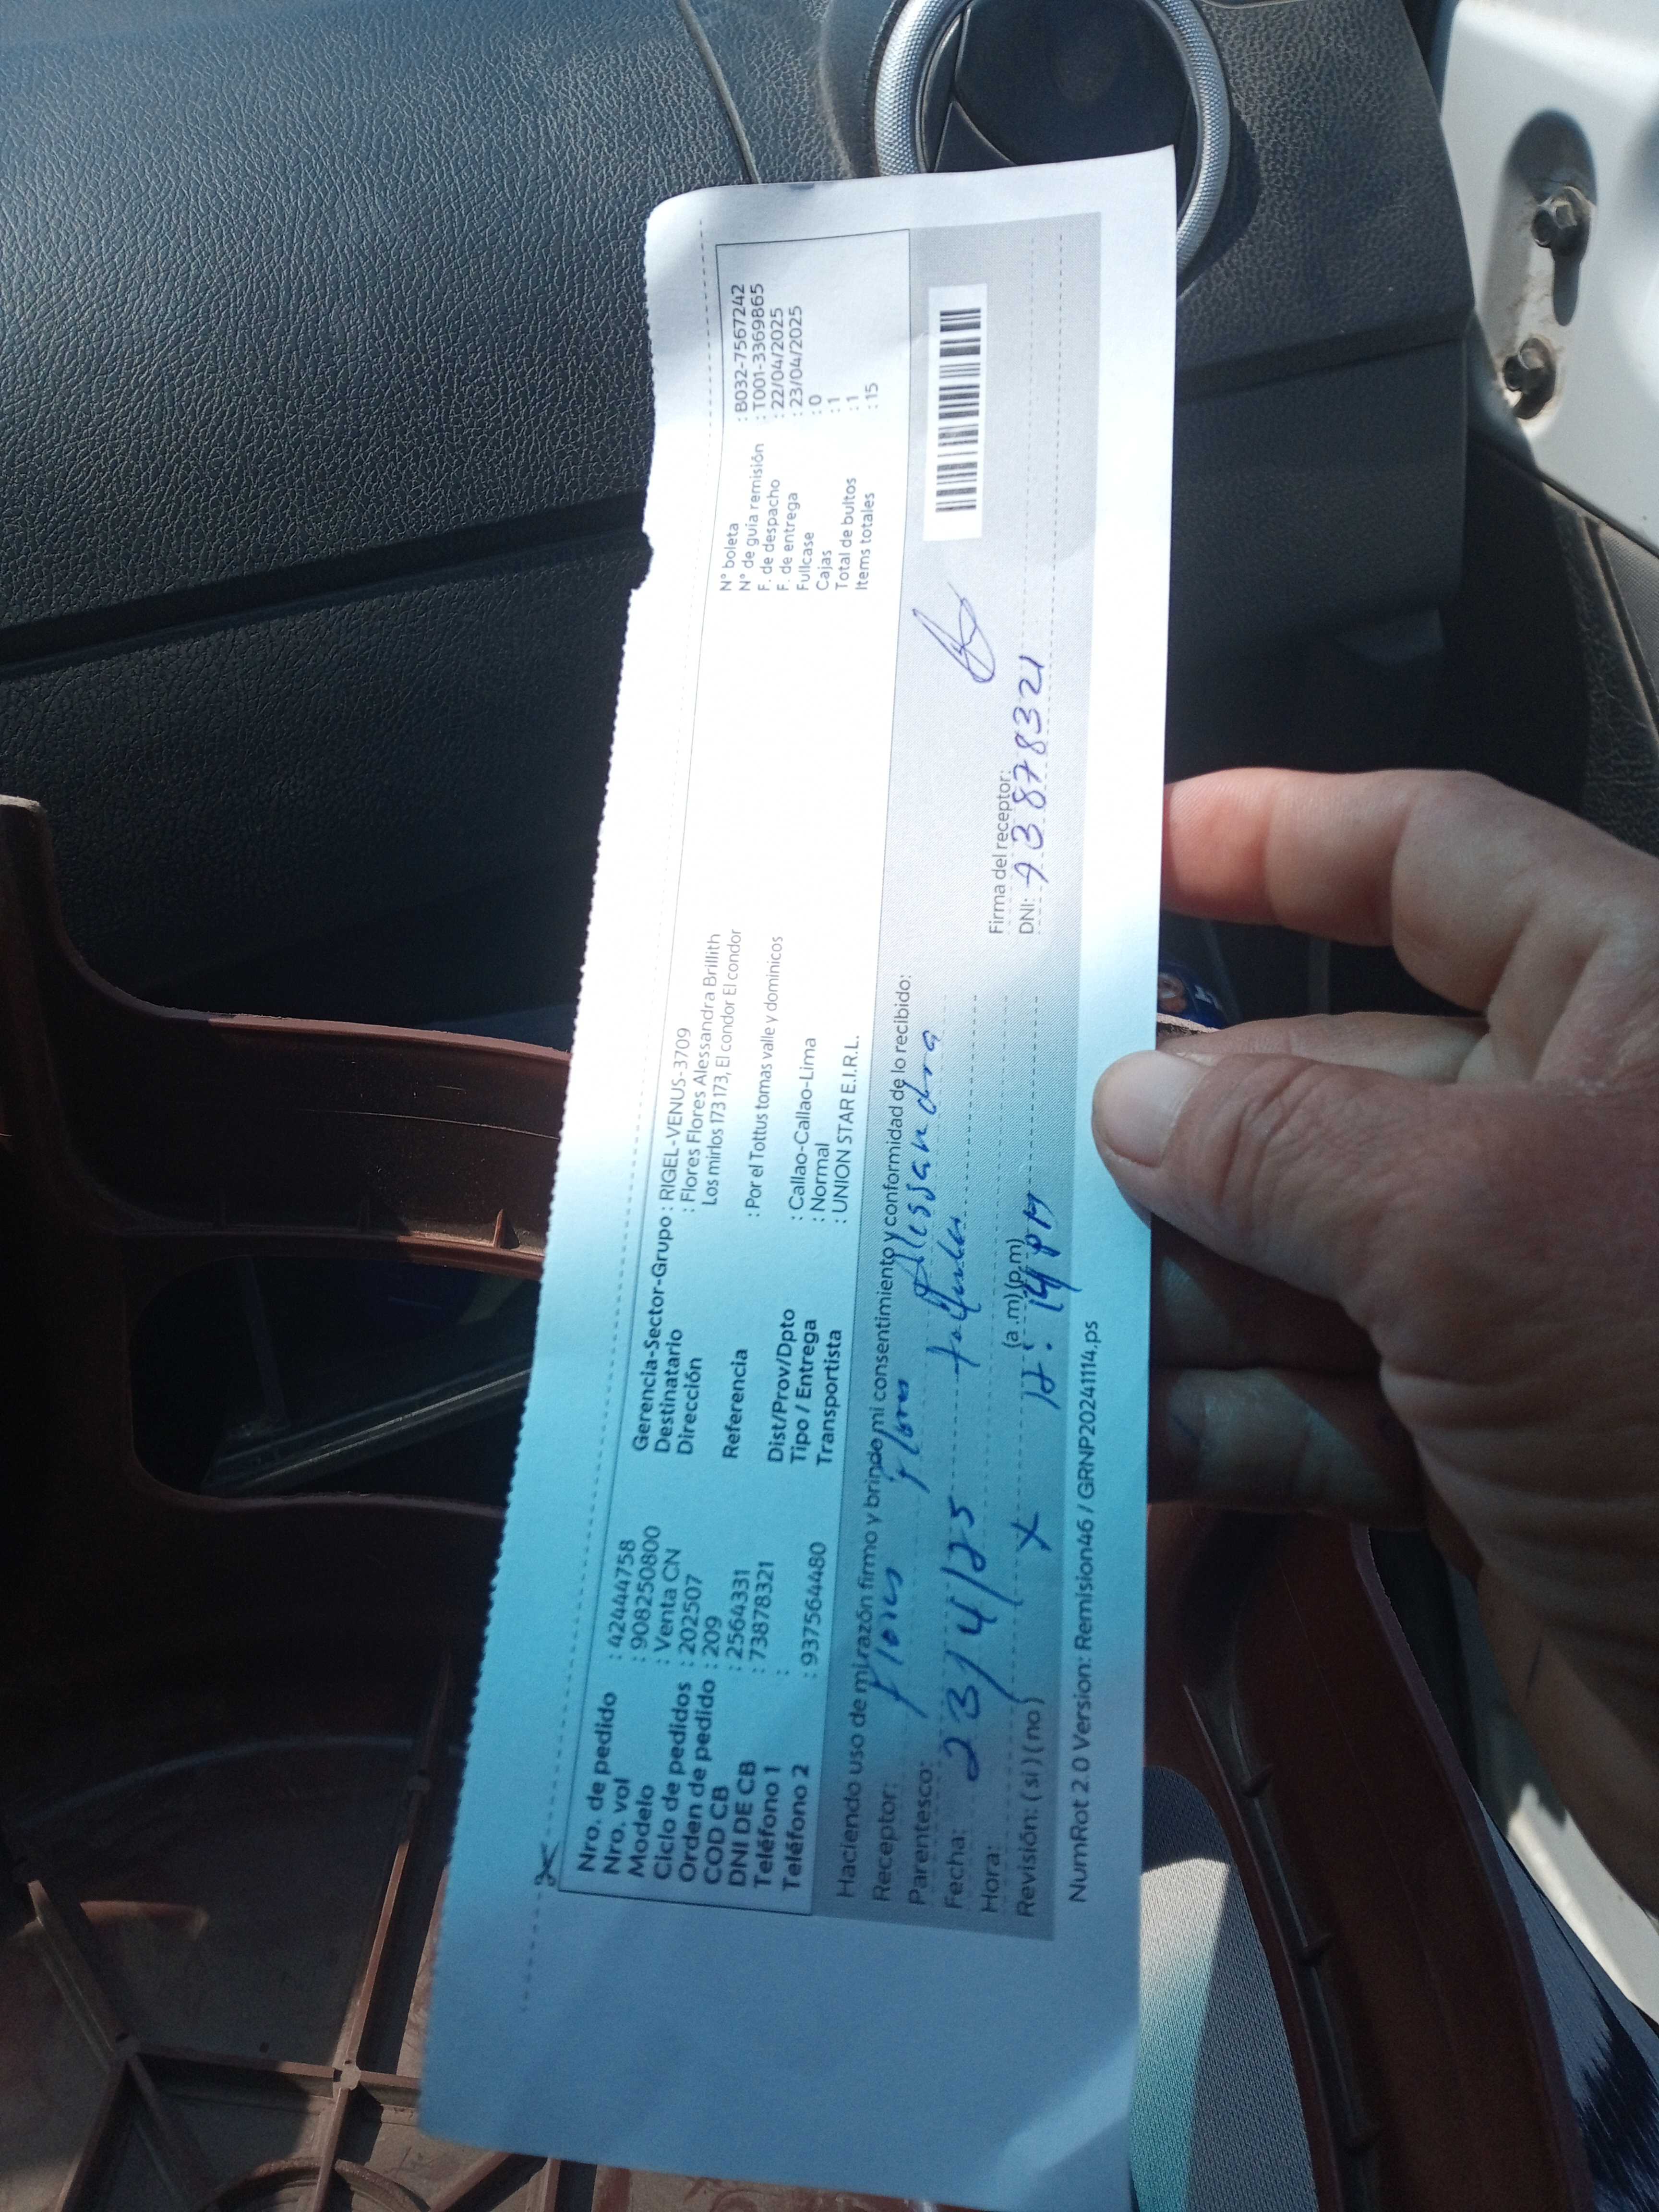 Nro. de pedido : 42444758
Nro. vol : 9082250800
Modelo : Venta CN
Ciclo de pedidos : 202507
Orden de pedido : 209
COD CB : 2564331
DNI DE CB : 73878321
Teléfono 1 :
Teléfono 2 : 937564480
Gerencia-Sector-Grupo : RIGEL-VENUS-3709
Destinatario : Flores Flores Alessandra Brillith
Dirección Los mirlos 173 173, El condor El condor
Referencia : Por el Tottus tomas valle y dominicos
Dist/Prov/Dpto : Callao-Callao-Lima
Tipo / Entrega : Normal
Transportista : UNION STAR E.I.R.L.
N° boleta : B032-7567242
N° de guía remisión : T001-3369865
F. de despacho : 22/04/2025
F. de entrega : 23/04/2025
Fullcase : 0
Cajas : 1
Total de bultos : 1
Items totales : 15
Haciendo uso de mi razón firmo y brindo mi consentimiento y conformidad de lo recibido:
Receptor: Flores Flores Alessandra
Parentesco:
Fecha: 23/4/25
Hora: (a.m) (p.m)
Revisión: (si) (no) X 12:14 pm
Firma del receptor:
DNI: 73878321
NumRot 2.0 Version: Remision46 / GRNP20241114.ps